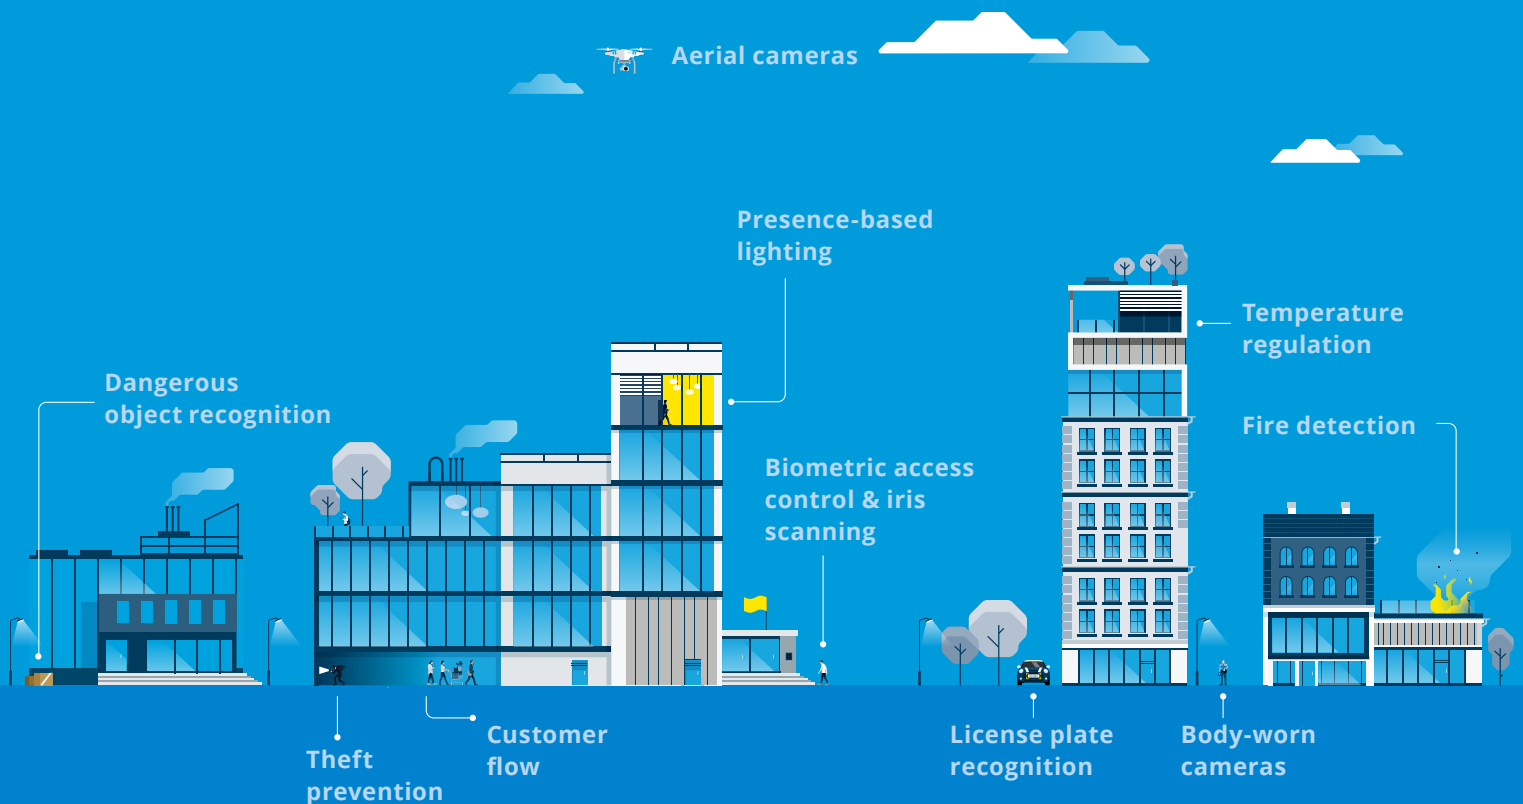 Aerial cameras
Presence-based
lighting
Temperature
regulation
Dangerous
object recognition
Fire detection
Biometric access
control & iris
scanning
Theft
prevention
Customer
flow
License plate
recognition
Body-worn
cameras